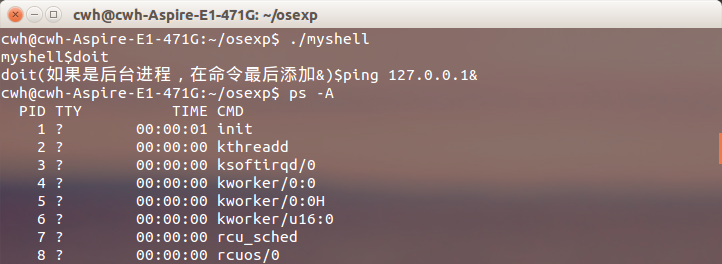 cwh@cwh-Aspire-E1-471G: ~/osexp
cwh@cwh-Aspire-E1-471G:~/osexp$ ./myshell
myshell$doit
doit(如果是后台进程，在命令最后添加&)$ping 127.0.0.1&
cwh@cwh-Aspire-E1-471G:~/osexp$ ps -A
  PID TTY          TIME CMD
    1 ?        00:00:01 init
    2 ?        00:00:00 kthreadd
    3 ?        00:00:00 ksoftirqd/0
    4 ?        00:00:00 kworker/0:0
    5 ?        00:00:00 kworker/0:0H
    6 ?        00:00:00 kworker/u16:0
    7 ?        00:00:00 rcu_sched
    8 ?        00:00:00 rcuos/0